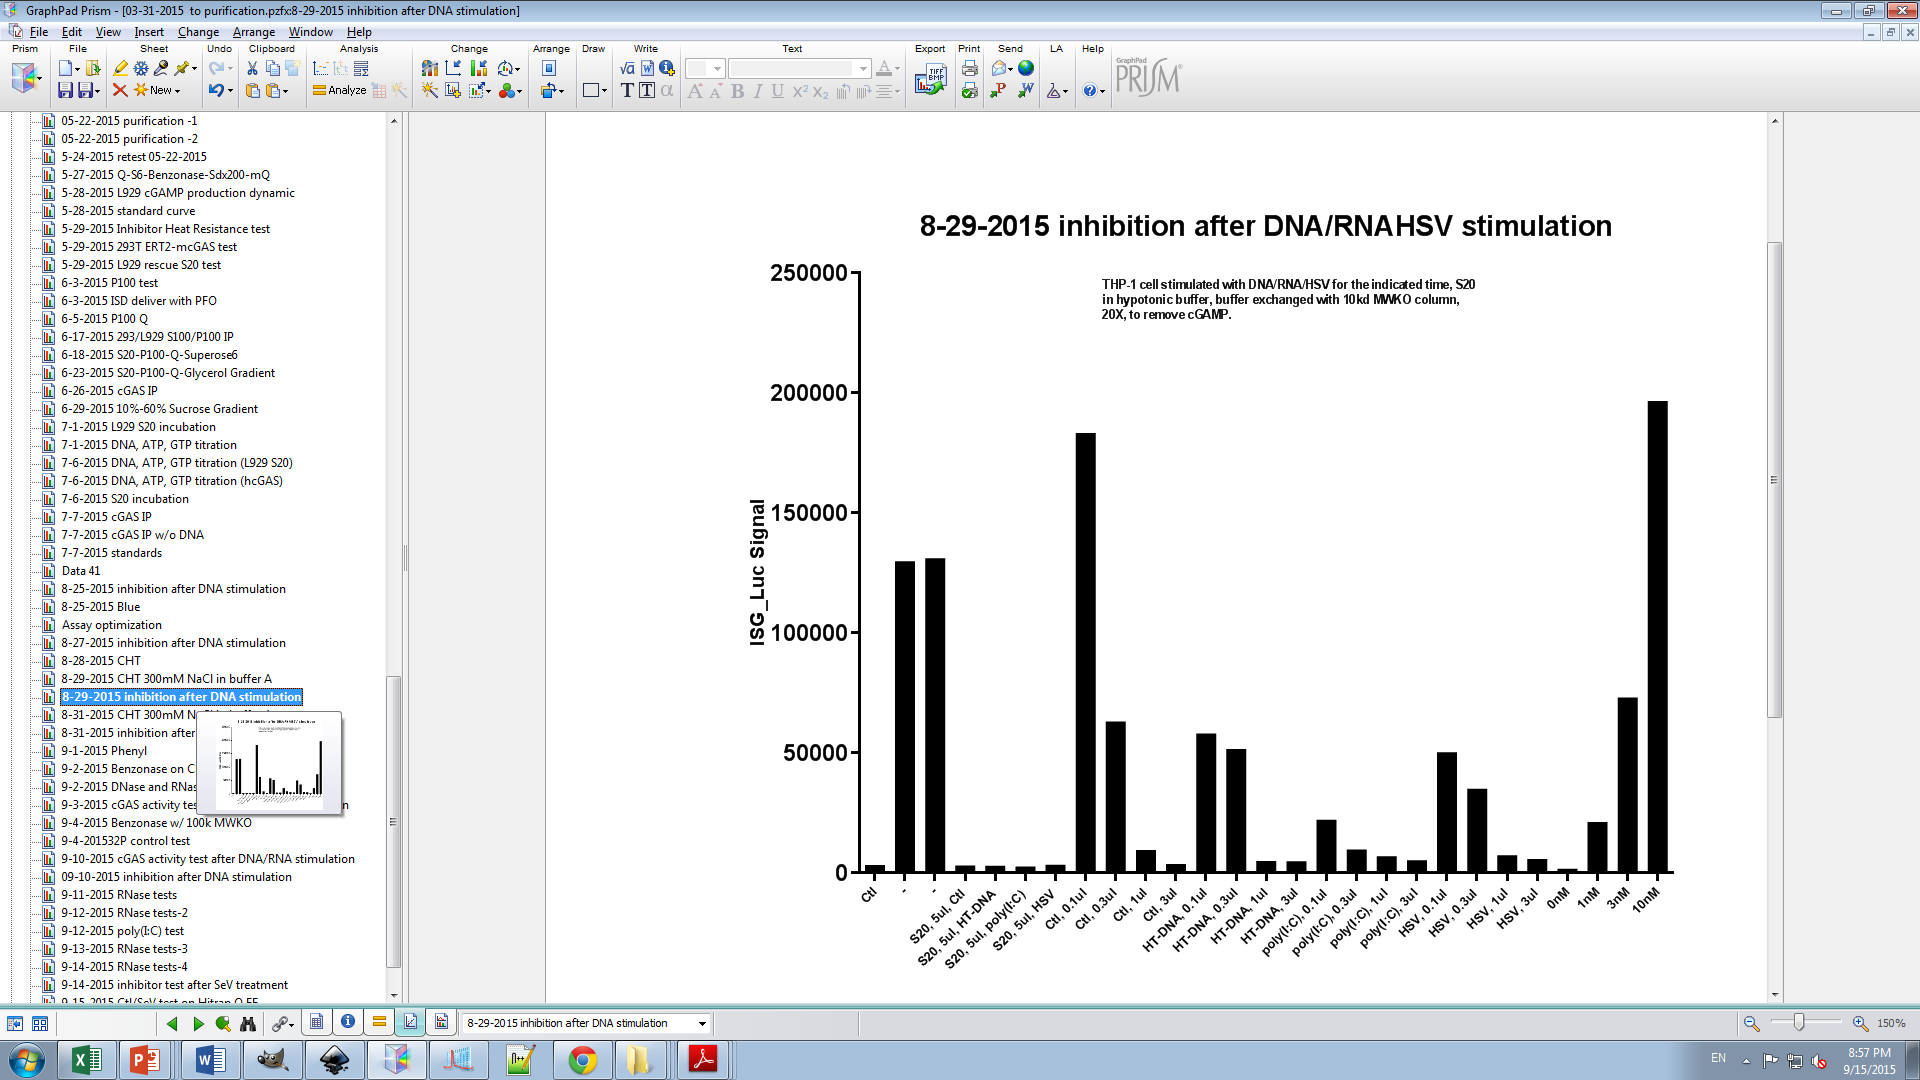 GraphPad Prism - [03-31-2015 to purification.pzfx:8-29-2015 inhibition after DNA stimulation]
File Edit View Insert Change Arrange Window Help
Prism File Sheet Undo Clipboard Analysis Change Arrange Draw Write Text Export Print Send LA Help
New
Analyze
GraphPad
PRISM
05-22-2015 purification -1
05-22-2015 purification -2
5-24-2015 retest 05-22-2015
5-27-2015 Q-S6-Benzonase-Sdx200-mQ
5-28-2015 L929 cGAMP production dynamic
5-28-2015 standard curve
5-29-2015 Inhibitor Heat Resistance test
5-29-2015 293T ERT2-mcGAS test
5-29-2015 L929 rescue S20 test
6-3-2015 P100 test
6-3-2015 ISD deliver with PFO
6-5-2015 P100 Q
6-17-2015 293/L929 S100/P100 IP
6-18-2015 S20-P100-Q-Superose6
6-23-2015 S20-P100-Q-Glycerol Gradient
6-26-2015 cGAS IP
6-29-2015 10%-60% Sucrose Gradient
7-1-2015 L929 S20 incubation
7-1-2015 DNA, ATP, GTP titration
7-6-2015 DNA, ATP, GTP titration (L929 S20)
7-6-2015 DNA, ATP, GTP titration (hcGAS)
7-6-2015 S20 incubation
7-7-2015 cGAS IP
7-7-2015 cGAS IP w/o DNA
7-7-2015 standards
Data 41
8-25-2015 inhibition after DNA stimulation
8-25-2015 Blue
Assay optimization
8-27-2015 inhibition after DNA stimulation
8-28-2015 CHT
8-29-2015 CHT 300mM NaCl in buffer A
8-29-2015 inhibition after DNA stimulation
8-31-2015 CHT 300mM N
8-31-2015 inhibition after
9-1-2015 Phenyl
9-2-2015 Benzonase on C
9-2-2015 DNase and RNas
9-3-2015 cGAS activity tes n
9-4-2015 Benzonase w/ 100k MWKO
9-4-201532P control test
9-10-2015 cGAS activity test after DNA/RNA stimulation
09-10-2015 inhibition after DNA stimulation
9-11-2015 RNase tests
9-12-2015 RNase tests-2
9-12-2015 poly(I:C) test
9-13-2015 RNase tests-3
9-14-2015 RNase tests-4
9-14-2015 inhibitor test after SeV treatment
9-15-2015 Ctl/SeV test on Hitrap Q FF
8-29-2015 inhibition after DNA/RNAHSV stimulation
THP-1 cell stimulated with DNA/RNA/HSV for the indicated time, S20
in hypotonic buffer, buffer exchanged with 10kd MWKO column,
20X, to remove cGAMP.
ISG_Luc Signal
250000
200000
150000
100000
50000
0
Ctl
-
-
S20, 5ul, Ctl
S20, 5ul, HT-DNA
S20, 5ul, poly(I:C)
S20, 5ul, HSV
Ctl, 0.1ul
Ctl, 0.3ul
Ctl, 1ul
Ctl, 3ul
HT-DNA, 0.1ul
HT-DNA, 0.3ul
HT-DNA, 1ul
HT-DNA, 3ul
poly(I:C), 0.1ul
poly(I:C), 0.3ul
poly(I:C), 1ul
poly(I:C), 3ul
HSV, 0.1ul
HSV, 0.3ul
HSV, 1ul
HSV, 3ul
0nM
1nM
3nM
10nM
8-29-2015 inhibition after DNA stimulation
150%
EN
8:57 PM
9/15/2015